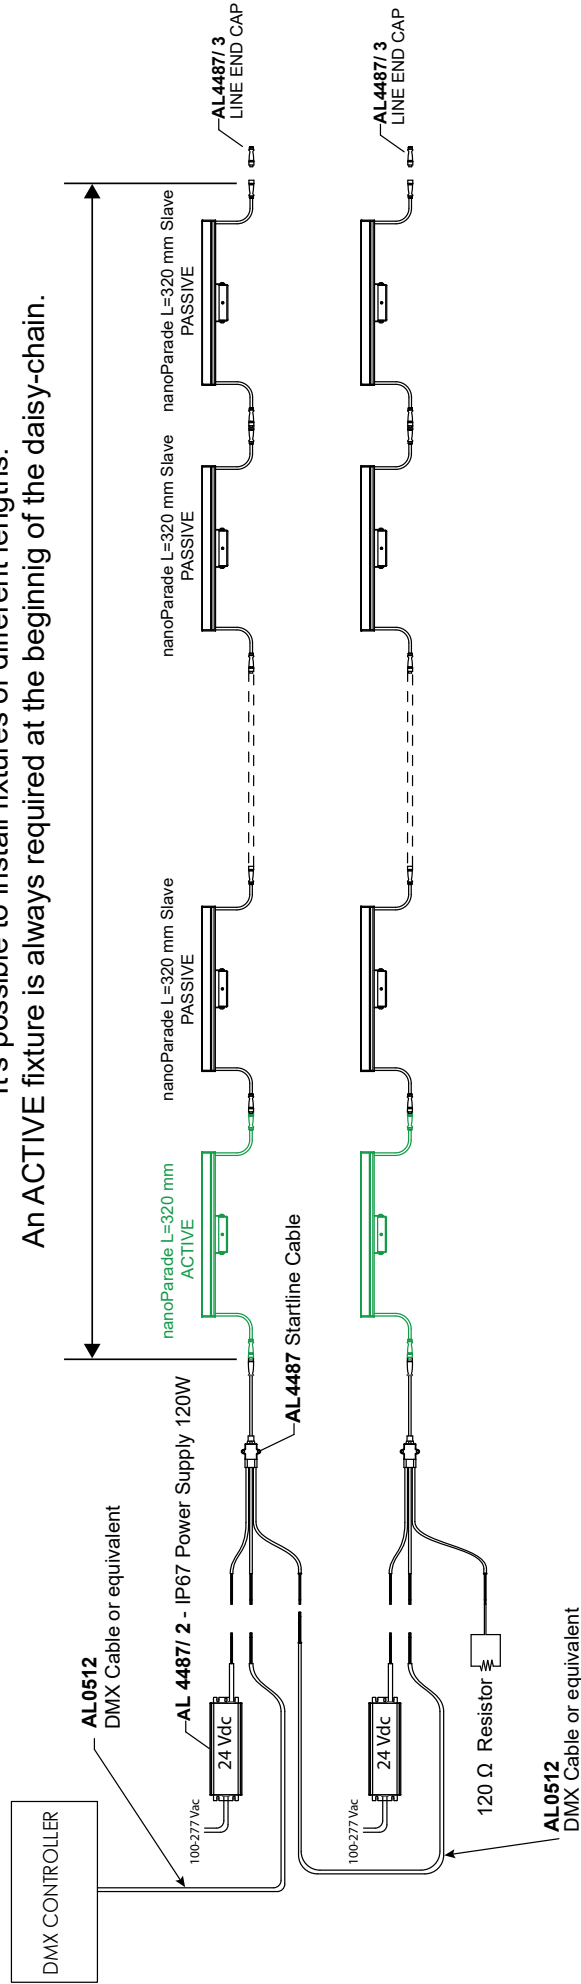 It's possible to install fixtures of different lengths.
An ACTIVE fixture is always required at the beginnig of the daisy-chain.
DMX CONTROLLER
AL0512
DMX Cable or equivalent
AL 4487/ 2 - IP67 Power Supply 120W
100-277 Vac
24 Vdc
AL4487 Startline Cable
nanoParade L=320 mm
ACTIVE
nanoParade L=320 mm Slave
PASSIVE
nanoParade L=320 mm Slave
PASSIVE
nanoParade L=320 mm Slave
PASSIVE
AL4487/ 3
LINE END CAP
100-277 Vac
24 Vdc
120 Ω Resistor
AL0512
DMX Cable or equivalent
AL4487/ 3
LINE END CAP